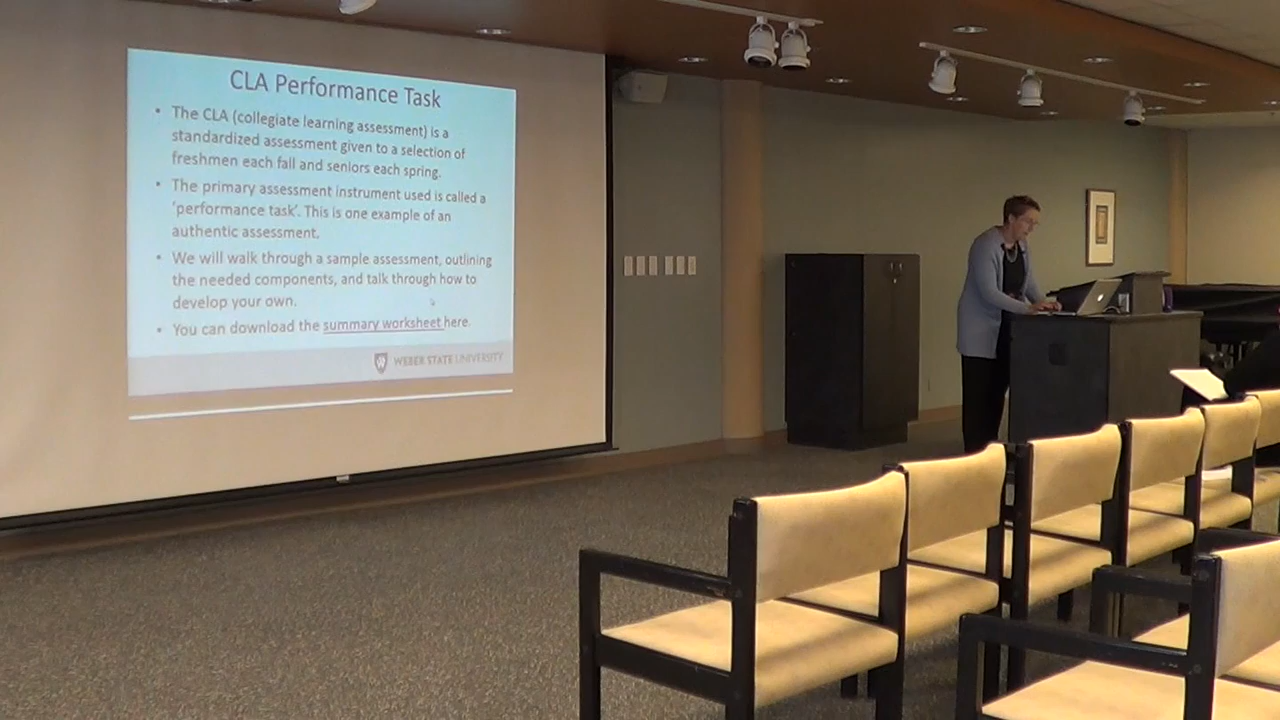 CLA Performance Task
• The CLA (collegiate learning assessment) is a
standardized assessment given to a selection of
freshmen each fall and seniors each spring.
• The primary assessment instrument used is called a
'performance task'. This is one example of an
authentic assessment.
• We will walk through a sample assessment, outlining
the needed components, and talk through how to
develop your own.
• You can download the summary worksheet here
WEBER STATE UNIVERSITY